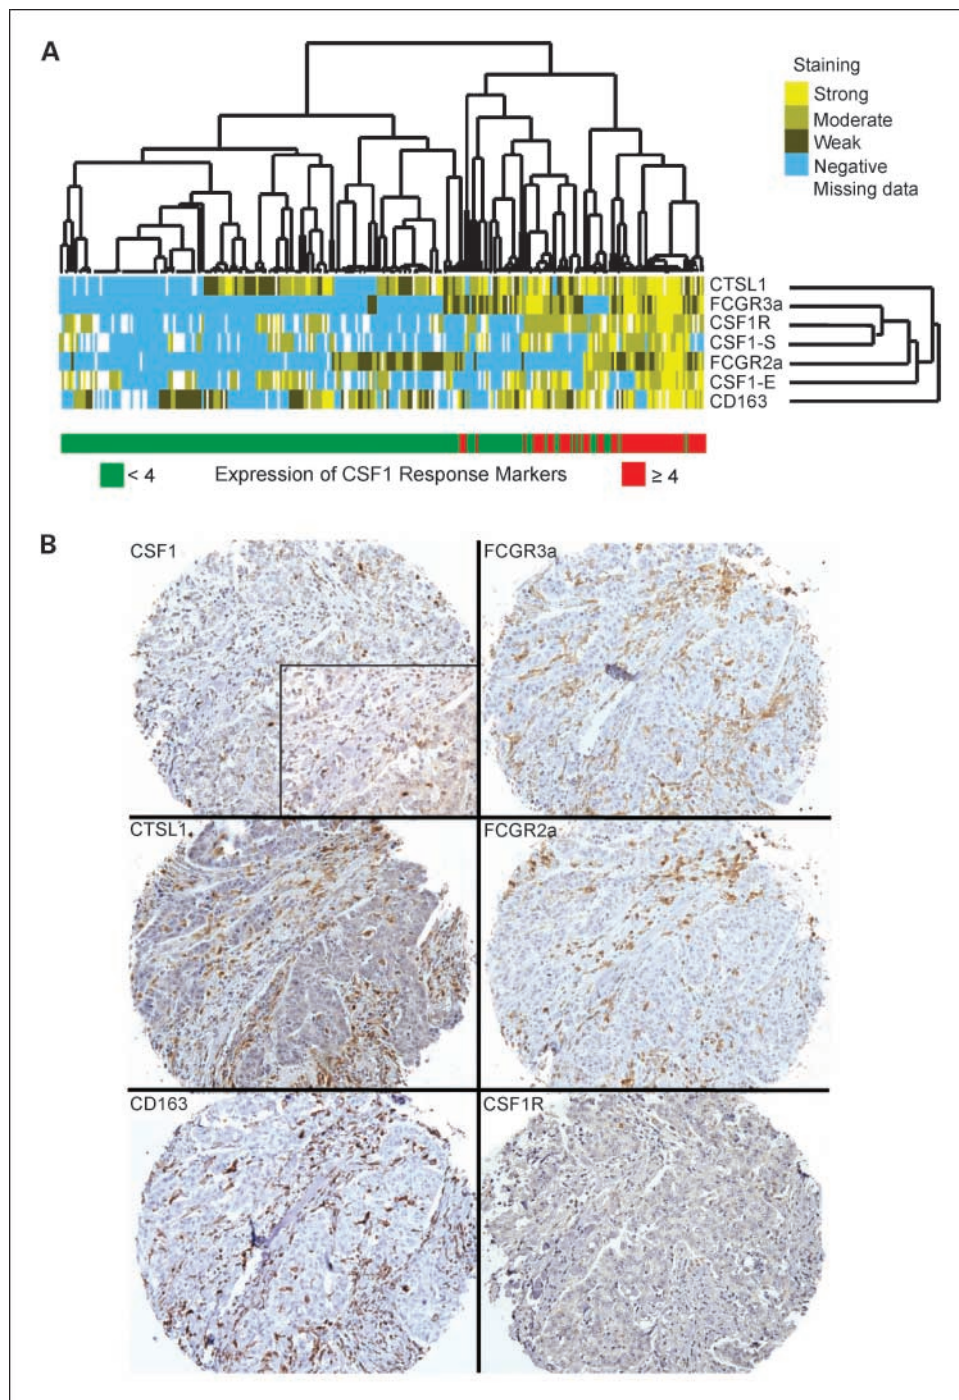 A
Staining
Strong
Moderate
Weak
Negative
Missing data
CTSL1
FCGR3a
CSF1R
CSF1-S
FCGR2a
CSF1-E
CD163
< 4
Expression of CSF1 Response Markers
≥ 4
B
CSF1
FCGR3a
CTSL1
FCGR2a
CD163
CSF1R